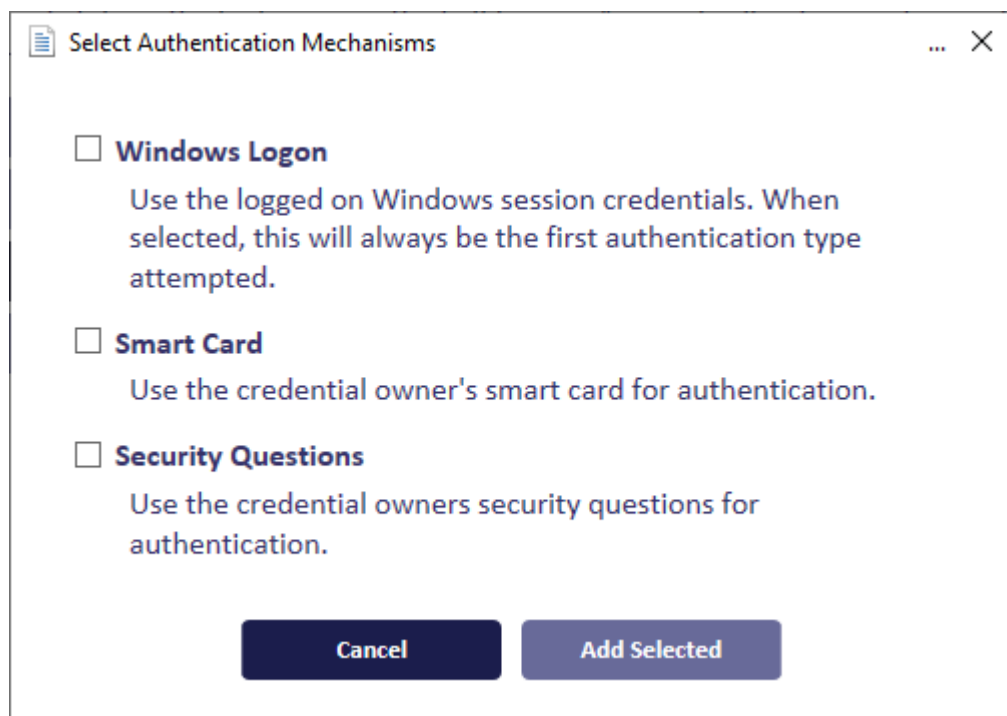 Select Authentication Mechanisms
...
Windows Logon
Use the logged on Windows session credentials. When
selected, this will always be the first authentication type
attempted.
Smart Card
Use the credential owner's smart card for authentication.
Security Questions
Use the credential owners security questions for
authentication.
Cancel
Add Selected